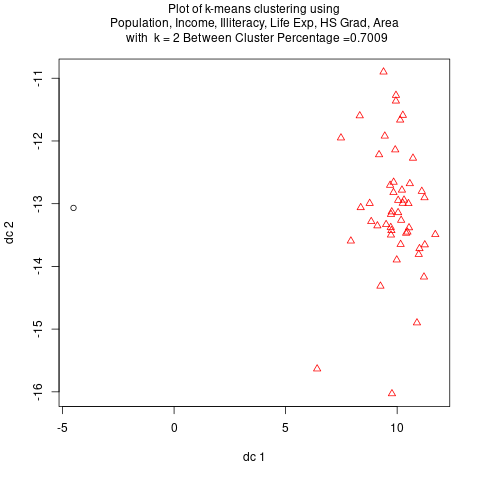 Plot of k-means clustering using
Population, Income, Illiteracy, Life Exp, HS Grad, Area
with  k = 2 Between Cluster Percentage =0.7009
-11
-12
-13
-14
-15
-16
dc 2
-5
0
5
10
dc 1